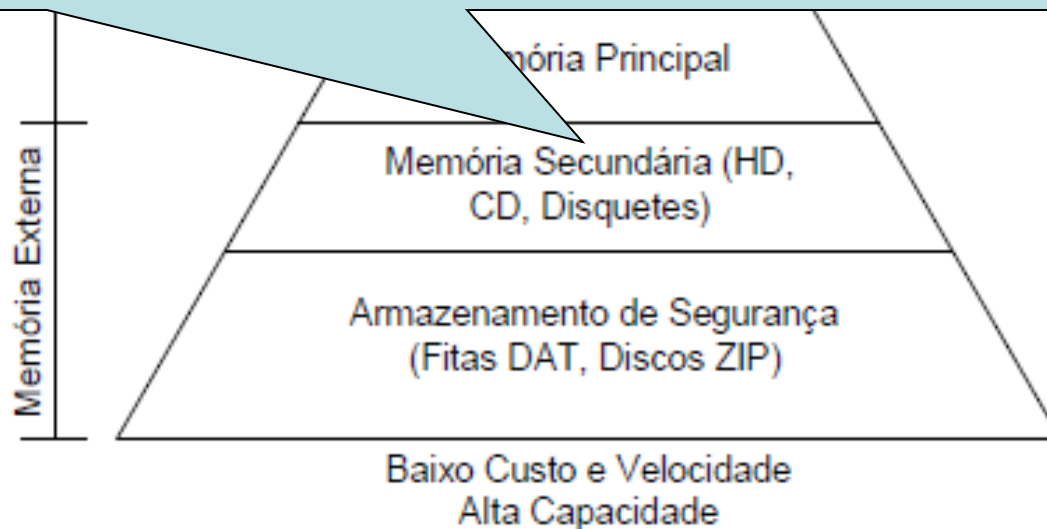 Principal
Memória Secundária (HD,
CD, Disquetes)
Memória Externa
Armazenamento de Segurança
(Fitas DAT, Discos ZIP)
Baixo Custo e Velocidade
Alta Capacidade